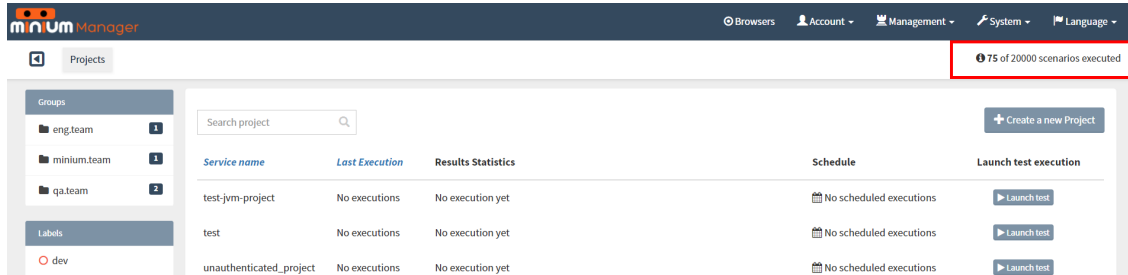 minium Manager
Browsers Account Management System Language
Projects
75 of 20000 scenarios executed
Groups
eng.team 1
minium.team 1
qa.team 2
Labels
dev
Search project
Create a new Project
Service name Last Execution Results Statistics Schedule Launch test execution
test-jvm-project No executions No execution yet No scheduled executions Launch test
test No executions No execution yet No scheduled executions Launch test
unauthenticated_project No executions No execution yet No scheduled executions Launch test